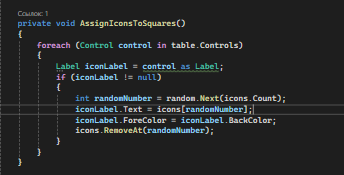 Ссылок: 1
private void AssignIconsToSquares()
{
foreach (Control control in table.Controls)
{
Label iconLabel = control as Label;
if (iconLabel != null)
{
int randomNumber = random.Next(icons.Count);
iconLabel.Text = icons[randomNumber];
iconLabel.ForeColor = iconLabel.BackColor;
icons.RemoveAt(randomNumber);
}
}
}